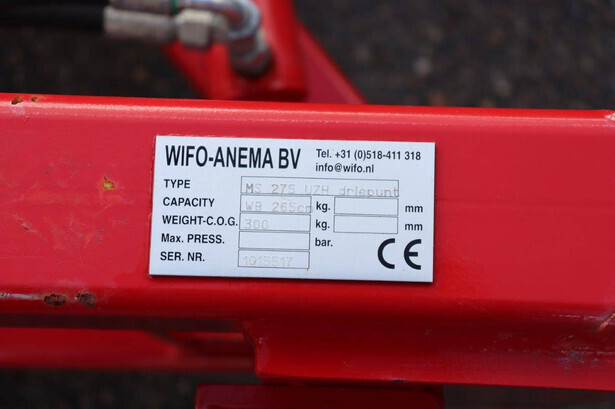 WIFO-ANEMA BV Tel. +31 (0)518-411 318
info@wifo.nl
TYPE MS 275 UZH driepunt
CAPACITY WB 265cm kg. mm
WEIGHT-C.O.G. 300 kg. mm
Max. PRESS. bar.
SER. NR. 1015517
CE